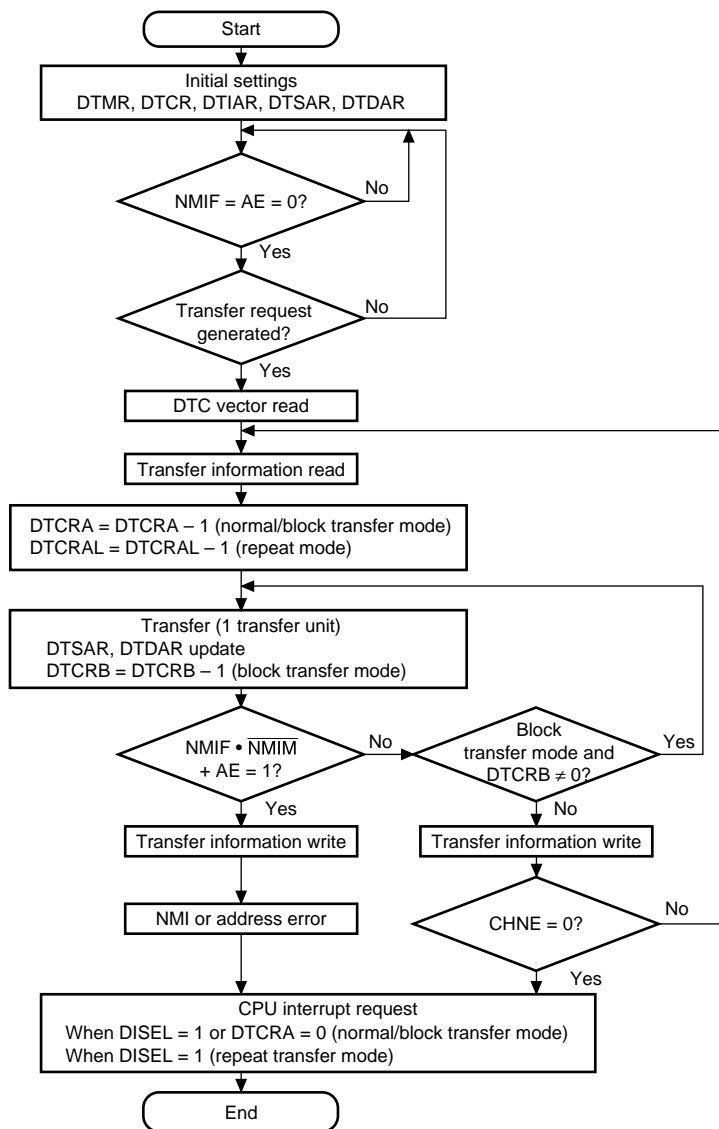 Start
Initial settings
DTMR, DTCR, DTIAR, DTSAR, DTDAR
NMIF = AE = 0?
No
Yes
Transfer request
generated?
No
Yes
DTC vector read
Transfer information read
DTCRA = DTCRA – 1 (normal/block transfer mode)
DTCRAL = DTCRAL – 1 (repeat mode)
Transfer (1 transfer unit)
DTSAR, DTDAR update
DTCRB = DTCRB – 1 (block transfer mode)
NMIF • N̅M̅I̅M̅
+ AE = 1?
No
Yes
Block
transfer mode and
DTCRB ≠ 0?
Yes
No
Transfer information write
Transfer information write
NMI or address error
CHNE = 0?
No
Yes
CPU interrupt request
When DISEL = 1 or DTCRA = 0 (normal/block transfer mode)
When DISEL = 1 (repeat transfer mode)
End